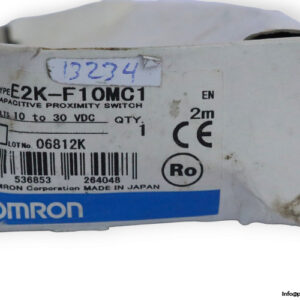 13234
TYPE E2K-F10MC1
CAPACITIVE PROXIMITY SWITCH
EN
2m
10 to 30 VDC QTY.
1
LOT No. 06812K
CE
Ro
536853 264048
OMRON Corporation MADE IN JAPAN
OMRON